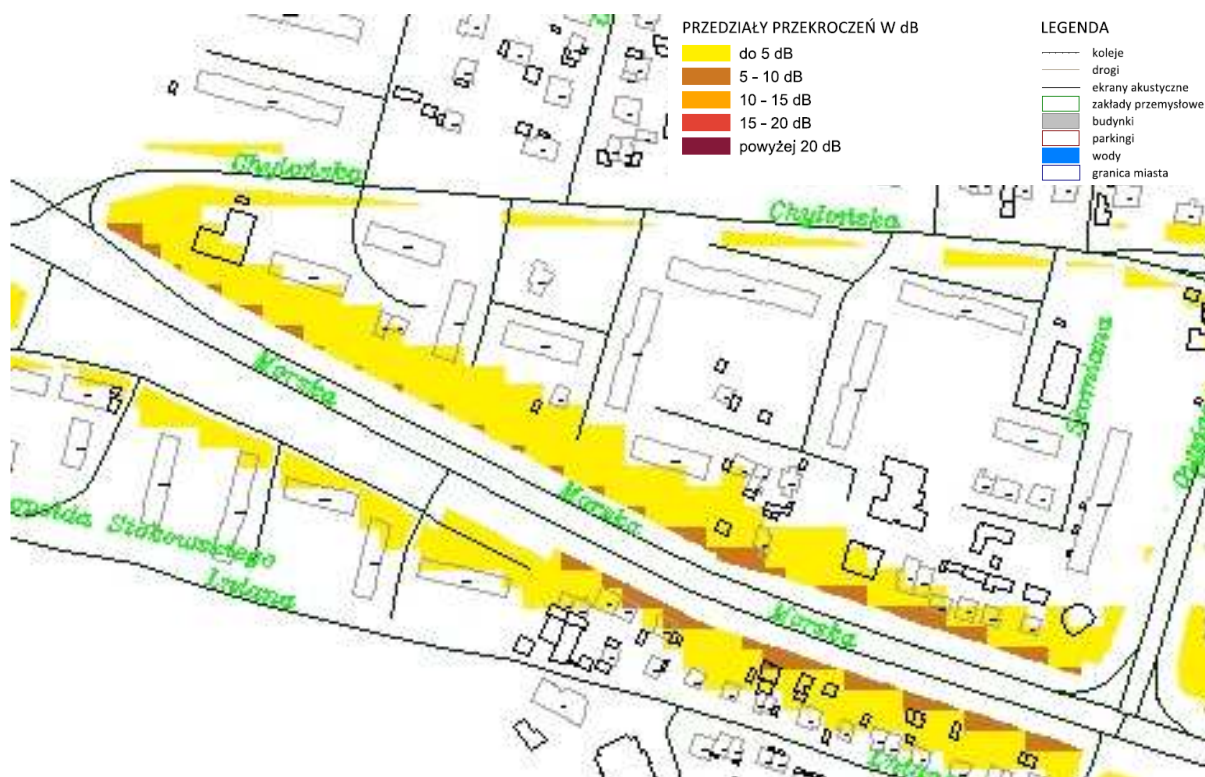 PRZEDZIAŁY PRZEKROCZEŃ W dB
do 5 dB
5 - 10 dB
10 - 15 dB
15 - 20 dB
powyżej 20 dB
LEGENDA
koleje
drogi
ekrany akustyczne
zakłady przemysłowe
budynki
parkingi
wody
granica miasta
Chylońska
Chylońska
Morska
Morska
Morska